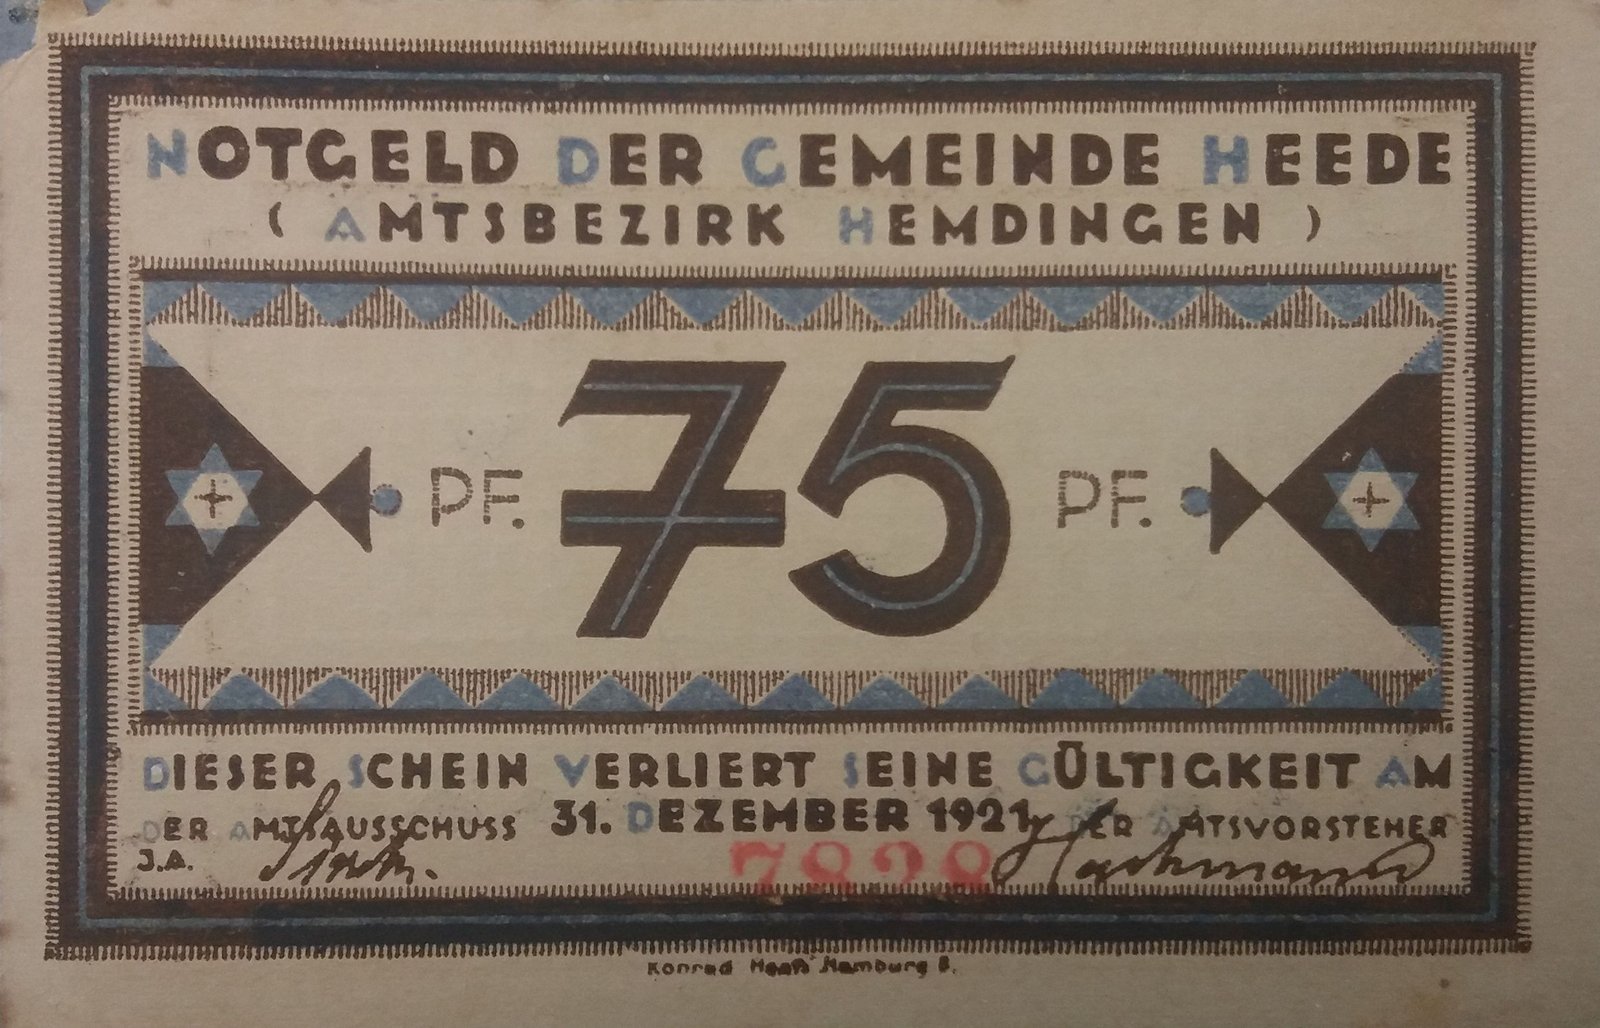 NOTGELD DER GEMEINDE HEEDE
( AMTSBEZIRK HEMDINGEN )
PF. 75 PF.
DIESER SCHEIN VERLIERT SEINE GÜLTIGKEIT AM
31. DEZEMBER 1921
DER AMTSAUSSCHUSS
J.A.
DER AMTSVORSTEHER
7828
Konrad Hamburg 8.